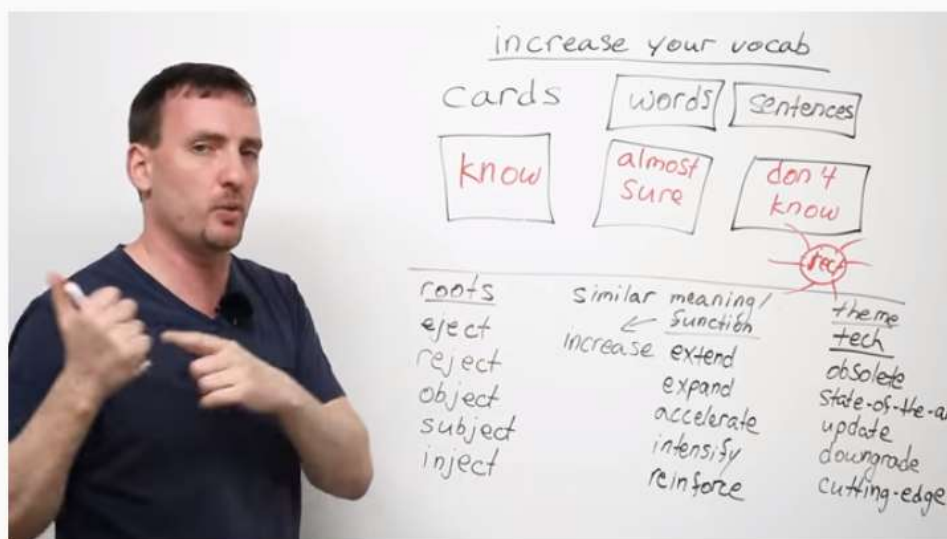 increase your vocab
cards
words
sentences
know
almost
sure
don't
know
tech
roots
eject
reject
object
subject
inject
similar meaning/
function
increase
extend
expand
accelerate
intensify
reinforce
theme
tech
obsolete
state-of-the-a
update
downgrade
cutting-edge